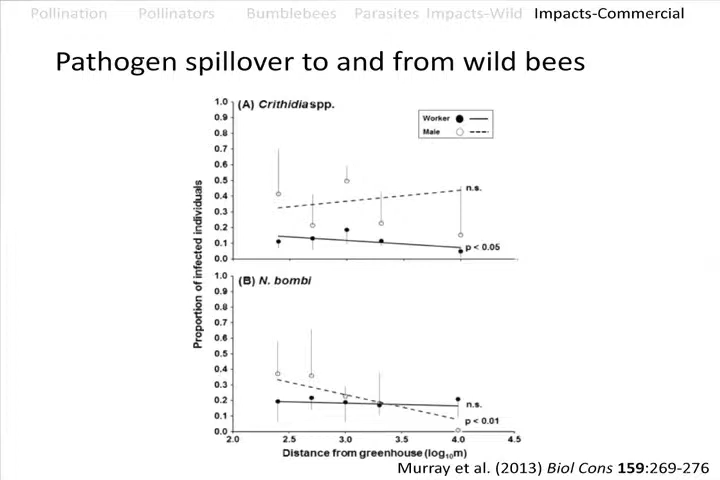 Pollination Pollinators Bumblebees Parasites Impacts-Wild Impacts-Commercial
Pathogen spillover to and from wild bees
Proportion of infected individuals
1.0 (A) Crithidia spp.
0.9
0.8
0.7
0.6
0.5
0.4
0.3
0.2
0.1
0.0
Worker
Male
n.s.
p < 0.05
1.0 (B) N. bombi
0.9
0.8
0.7
0.6
0.5
0.4
0.3
0.2
0.1
0.0
n.s.
p < 0.01
2.0 2.5 3.0 3.5 4.0 4.5
Distance from greenhouse (log10m)
Murray et al. (2013) Biol Cons 159:269-276